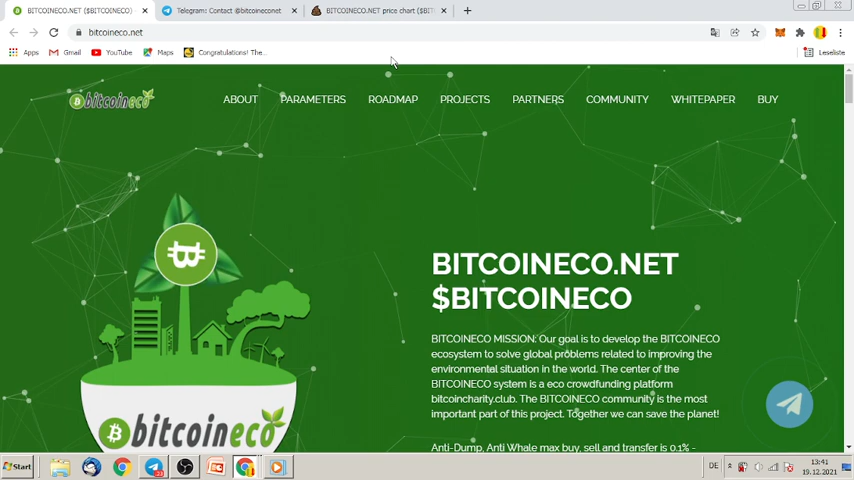 BITCOINECO.NET ($BITCOINECO) -
Telegram: Contact @bitcoineconet
BITCOINECO.NET price chart ($BIT
bitcoineco.net
Apps
Gmail
YouTube
Maps
Congratulations! The...
Leseliste
bitcoineco
ABOUT
PARAMETERS
ROADMAP
PROJECTS
PARTNERS
COMMUNITY
WHITEPAPER
BUY
BITCOINECO.NET
$BITCOINECO
BITCOINECO MISSION: Our goal is to develop the BITCOINECO
ecosystem to solve global problems related to improving the
environmental situation in the world. The center of the
BITCOINECO system is a eco crowdfunding platform
bitcoincharity.club. The BITCOINECO community is the most
important part of this project. Together we can save the planet!
Anti-Dump, Anti Whale max buy, sell and transfer is 0.1% -
bitcoineco
Start
DE
13:41
19.12.2021